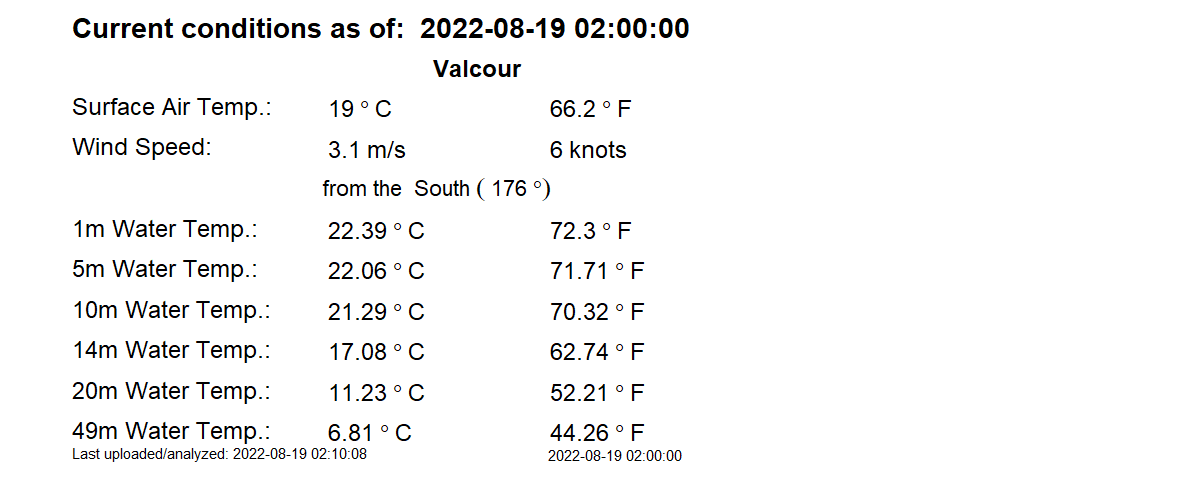 Current conditions as of:  2022-08-19 02:00:00
Valcour
Surface Air Temp.: 19 ° C 66.2 ° F
Wind Speed: 3.1 m/s 6 knots
from the  South ( 176 °)
1m Water Temp.: 22.39 ° C 72.3 ° F
5m Water Temp.: 22.06 ° C 71.71 ° F
10m Water Temp.: 21.29 ° C 70.32 ° F
14m Water Temp.: 17.08 ° C 62.74 ° F
20m Water Temp.: 11.23 ° C 52.21 ° F
49m Water Temp.: 6.81 ° C 44.26 ° F
Last uploaded/analyzed: 2022-08-19 02:10:08 2022-08-19 02:00:00